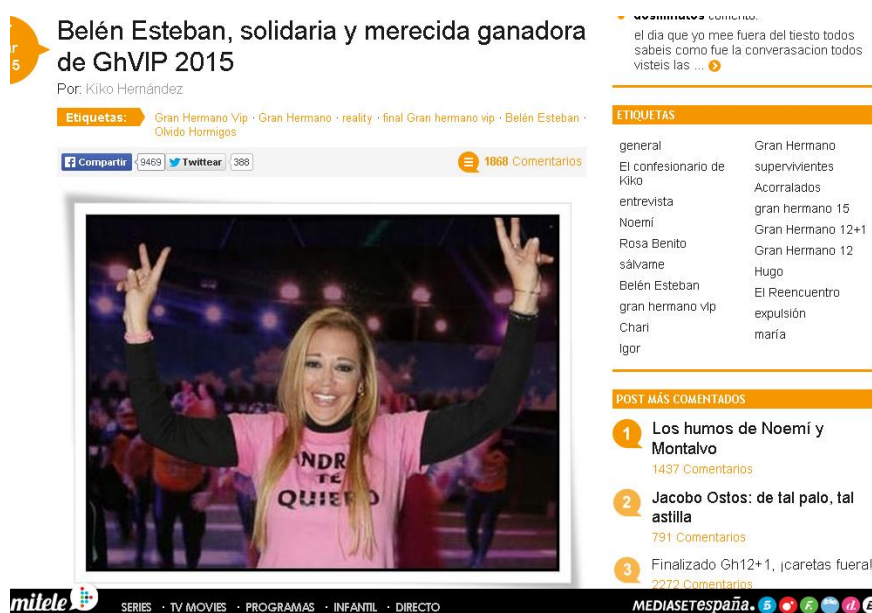 ar
5
Belén Esteban, solidaria y merecida ganadora
de GhVIP 2015
Por: Kiko Hernández
Etiquetas:
Gran Hermano Vip · Gran Hermano · reality · final Gran hermano vip · Belén Esteban ·
Olvido Hormigos
Compartir
9469
Twittear
388
1868 Comentarios
NDR
TE
QUIERO
dosminutos comentó:
el dia que yo mee fuera del tiesto todos
sabeis como fue la converasacion todos
visteis las ...
ETIQUETAS
general
El confesionario de
Kiko
entrevista
Noemí
Rosa Benito
sálvame
Belén Esteban
gran hermano vip
Chari
Igor
Gran Hermano
supervivientes
Acorralados
gran hermano 15
Gran Hermano 12+1
Gran Hermano 12
Hugo
El Reencuentro
expulsión
maría
POST MÁS COMENTADOS
1
Los humos de Noemí y
Montalvo
1437 Comentarios
2
Jacobo Ostos: de tal palo, tal
astilla
791 Comentarios
3
Finalizado Gh12+1, ¡caretas fuera!
2272 Comentarios
mitele
SERIES · TV MOVIES · PROGRAMAS · INFANTIL · DIRECTO
MEDIASETespaña.